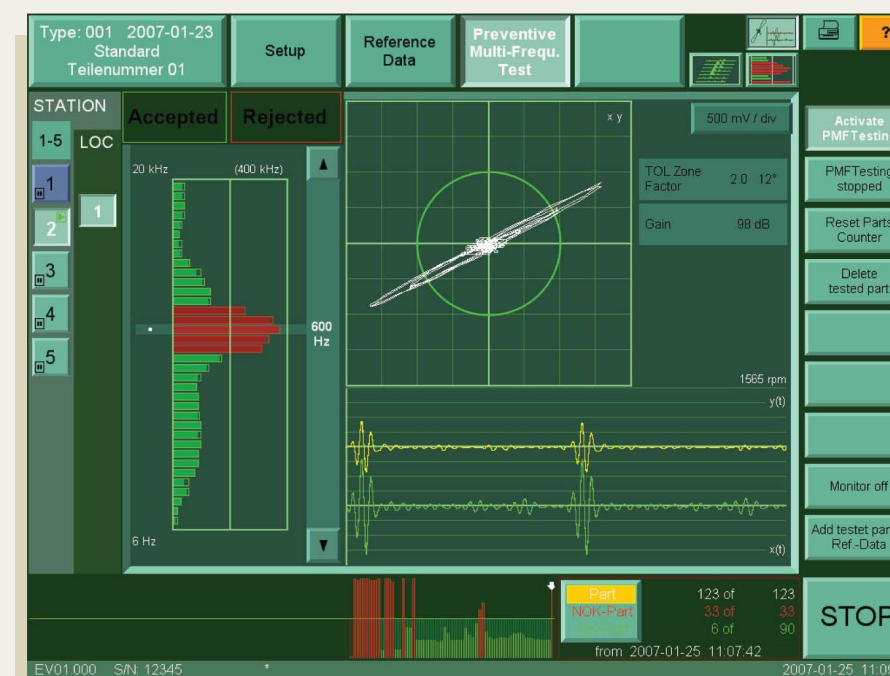 Type: 001 2007-01-23
Standard
Teilenummer 01
Setup
Reference
Data
Preventive
Multi-Frequ.
Test
?
STATION
1-5
LOC
1
2
3
4
5
1
Accepted
Rejected
20 kHz
(400 kHz)
600
Hz
6 Hz
x y
500 mV / div
TOL Zone
Factor
2.0 12°
Gain
.98 dB
1565 rpm
y(t)
x(t)
Activate
PMFTestin
PMFTesting
stopped
Reset Parts
Counter
Delete
tested part
Monitor off
Add testet par
Ref.-Data
STOP
Part 123 of 123
NOK-Part 33 of 33
6 of 90
from 2007-01-25 11:07:42
EV01.000 S/N: 12345 *
2007-01-25